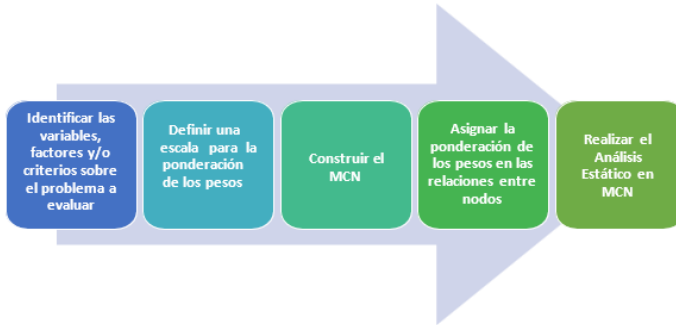 Identificar las
variables,
factores y/o
criterios sobre
el problema a
evaluar
Definir una
escala para la
ponderación
de los pesos
Construir el
MCN
Asignar la
ponderación de
los pesos en las
relaciones entre
nodos
Realizar el
Análisis
Estático en
MCN